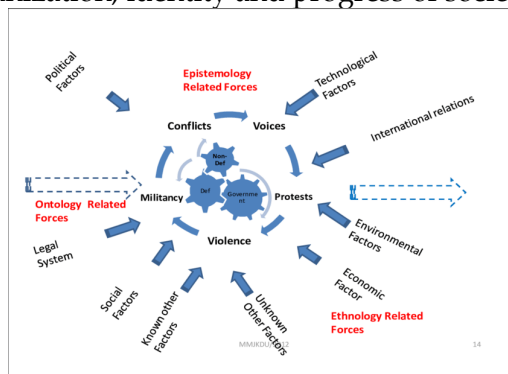 Political
Factors
Epistemology
Related Forces
Technological
Factors
International relations
Conflicts
Voices
Non-
Def
Def
Governme
nt
Ontology Related
Forces
Militancy
Protests
Legal
System
Violence
Environmental
Factors
Social
Factors
Known other
Factors
Unknown
Other Factors
Economic
Factor
Ethnology Related
Forces
14